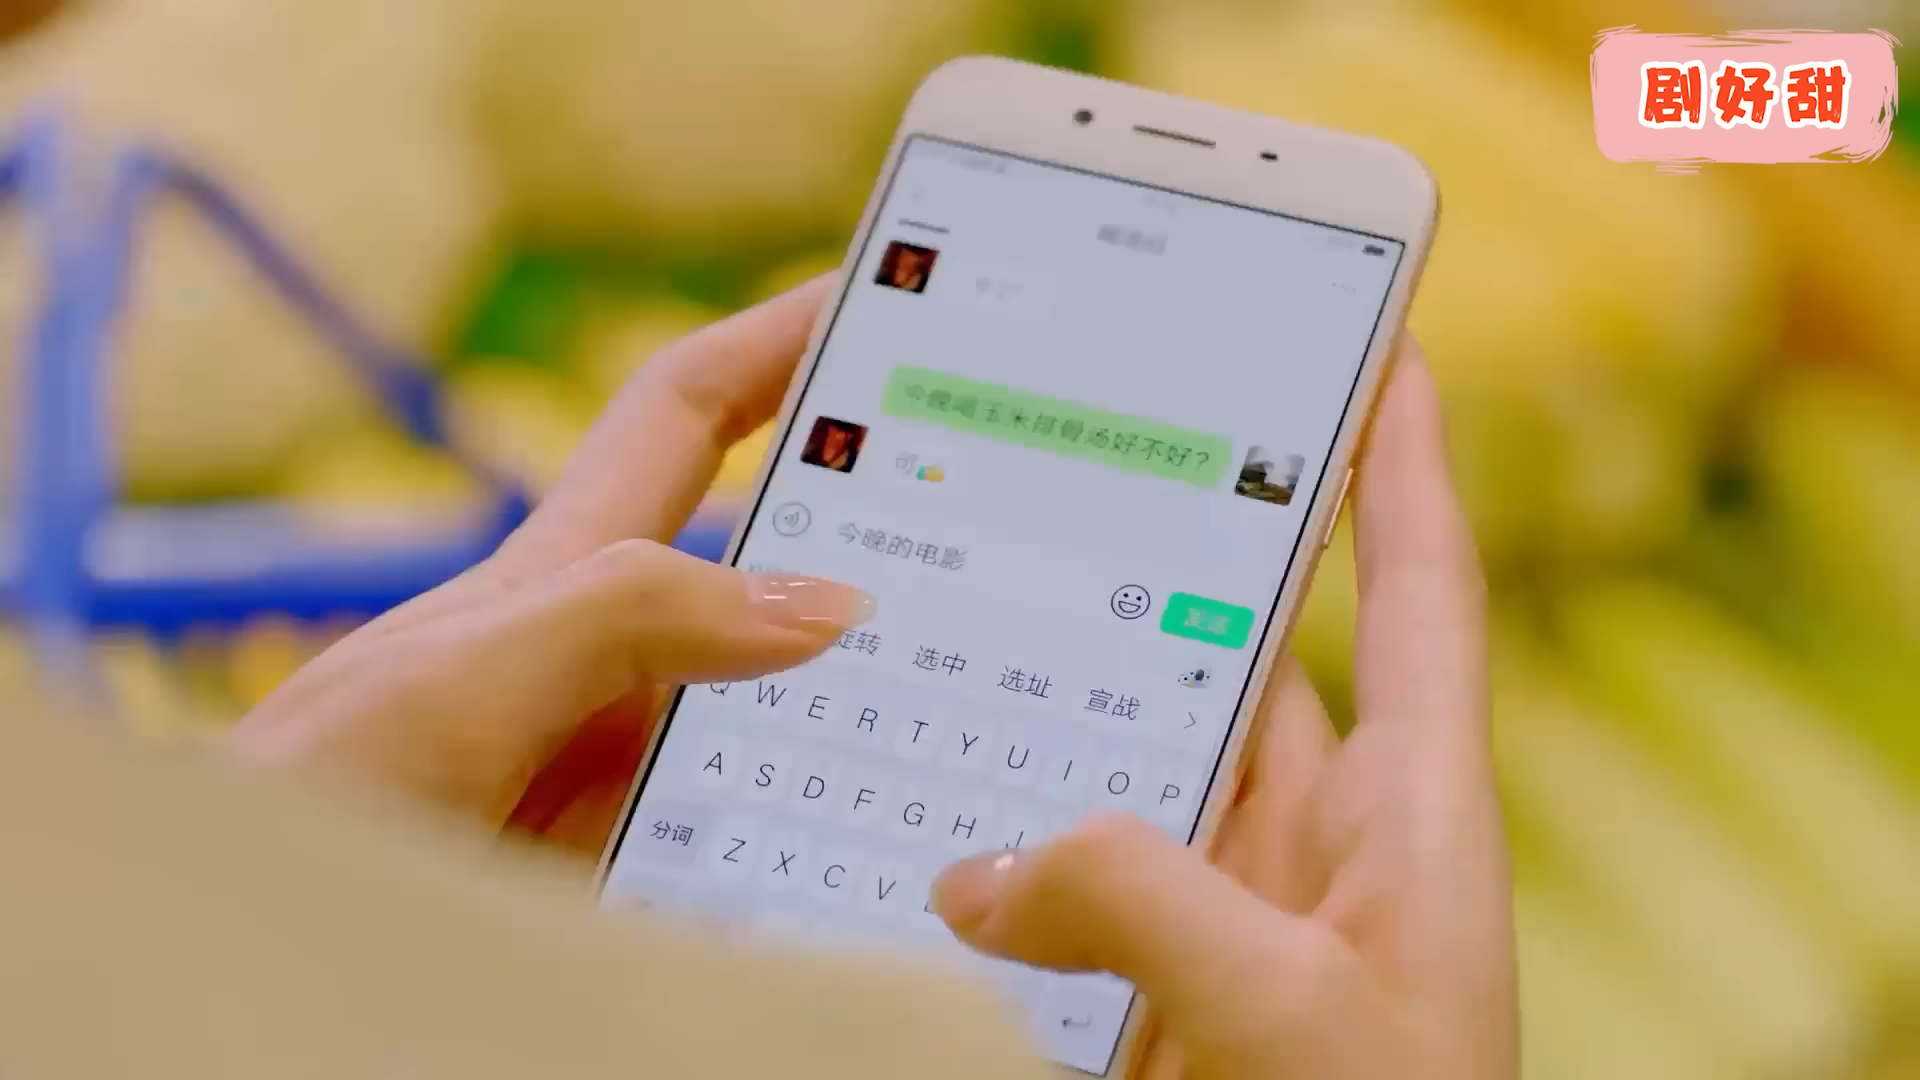 剧好甜
今晚喝玉米排骨汤好不好?
可
今晚的电影
发送
旋转 选中 选址 宣战 >
Q W E R T Y U I O P
A S D F G H J
分词 Z X C V